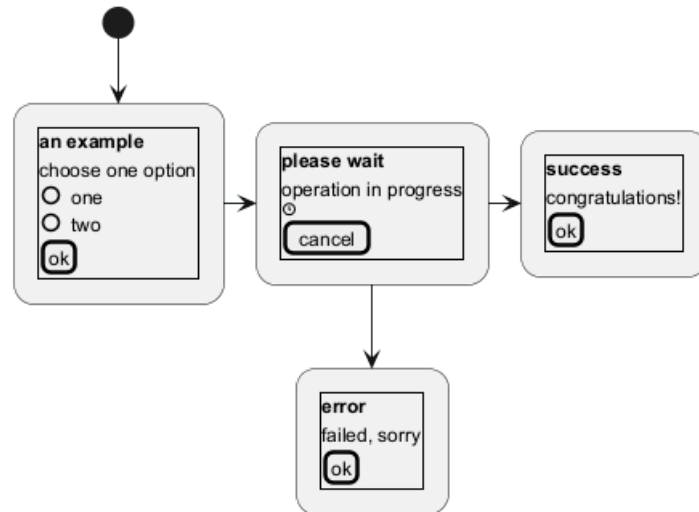 an example
choose one option
one
two
ok
please wait
operation in progress
cancel
success
congratulations!
ok
error
failed, sorry
ok